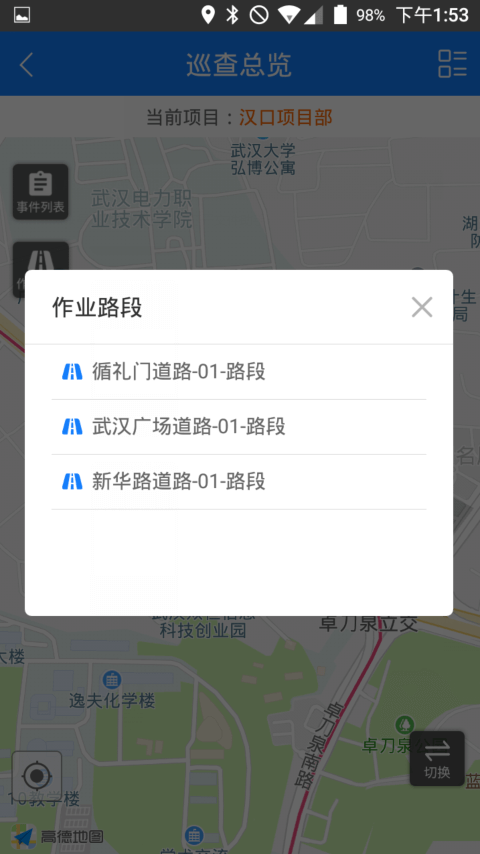 98% 下午1:53
巡查总览
当前项目：汉口项目部
武汉大学
弘博公寓
事件列表
武汉电力职
业技术学院
湖
作业路段
循礼门道路-01-路段
武汉广场道路-01-路段
新华路道路-01-路段
科技创业园
卓刀泉立交
大楼
逸夫化学楼
卓刀泉南路
卓刀泉
切换
10教学楼
高德地图